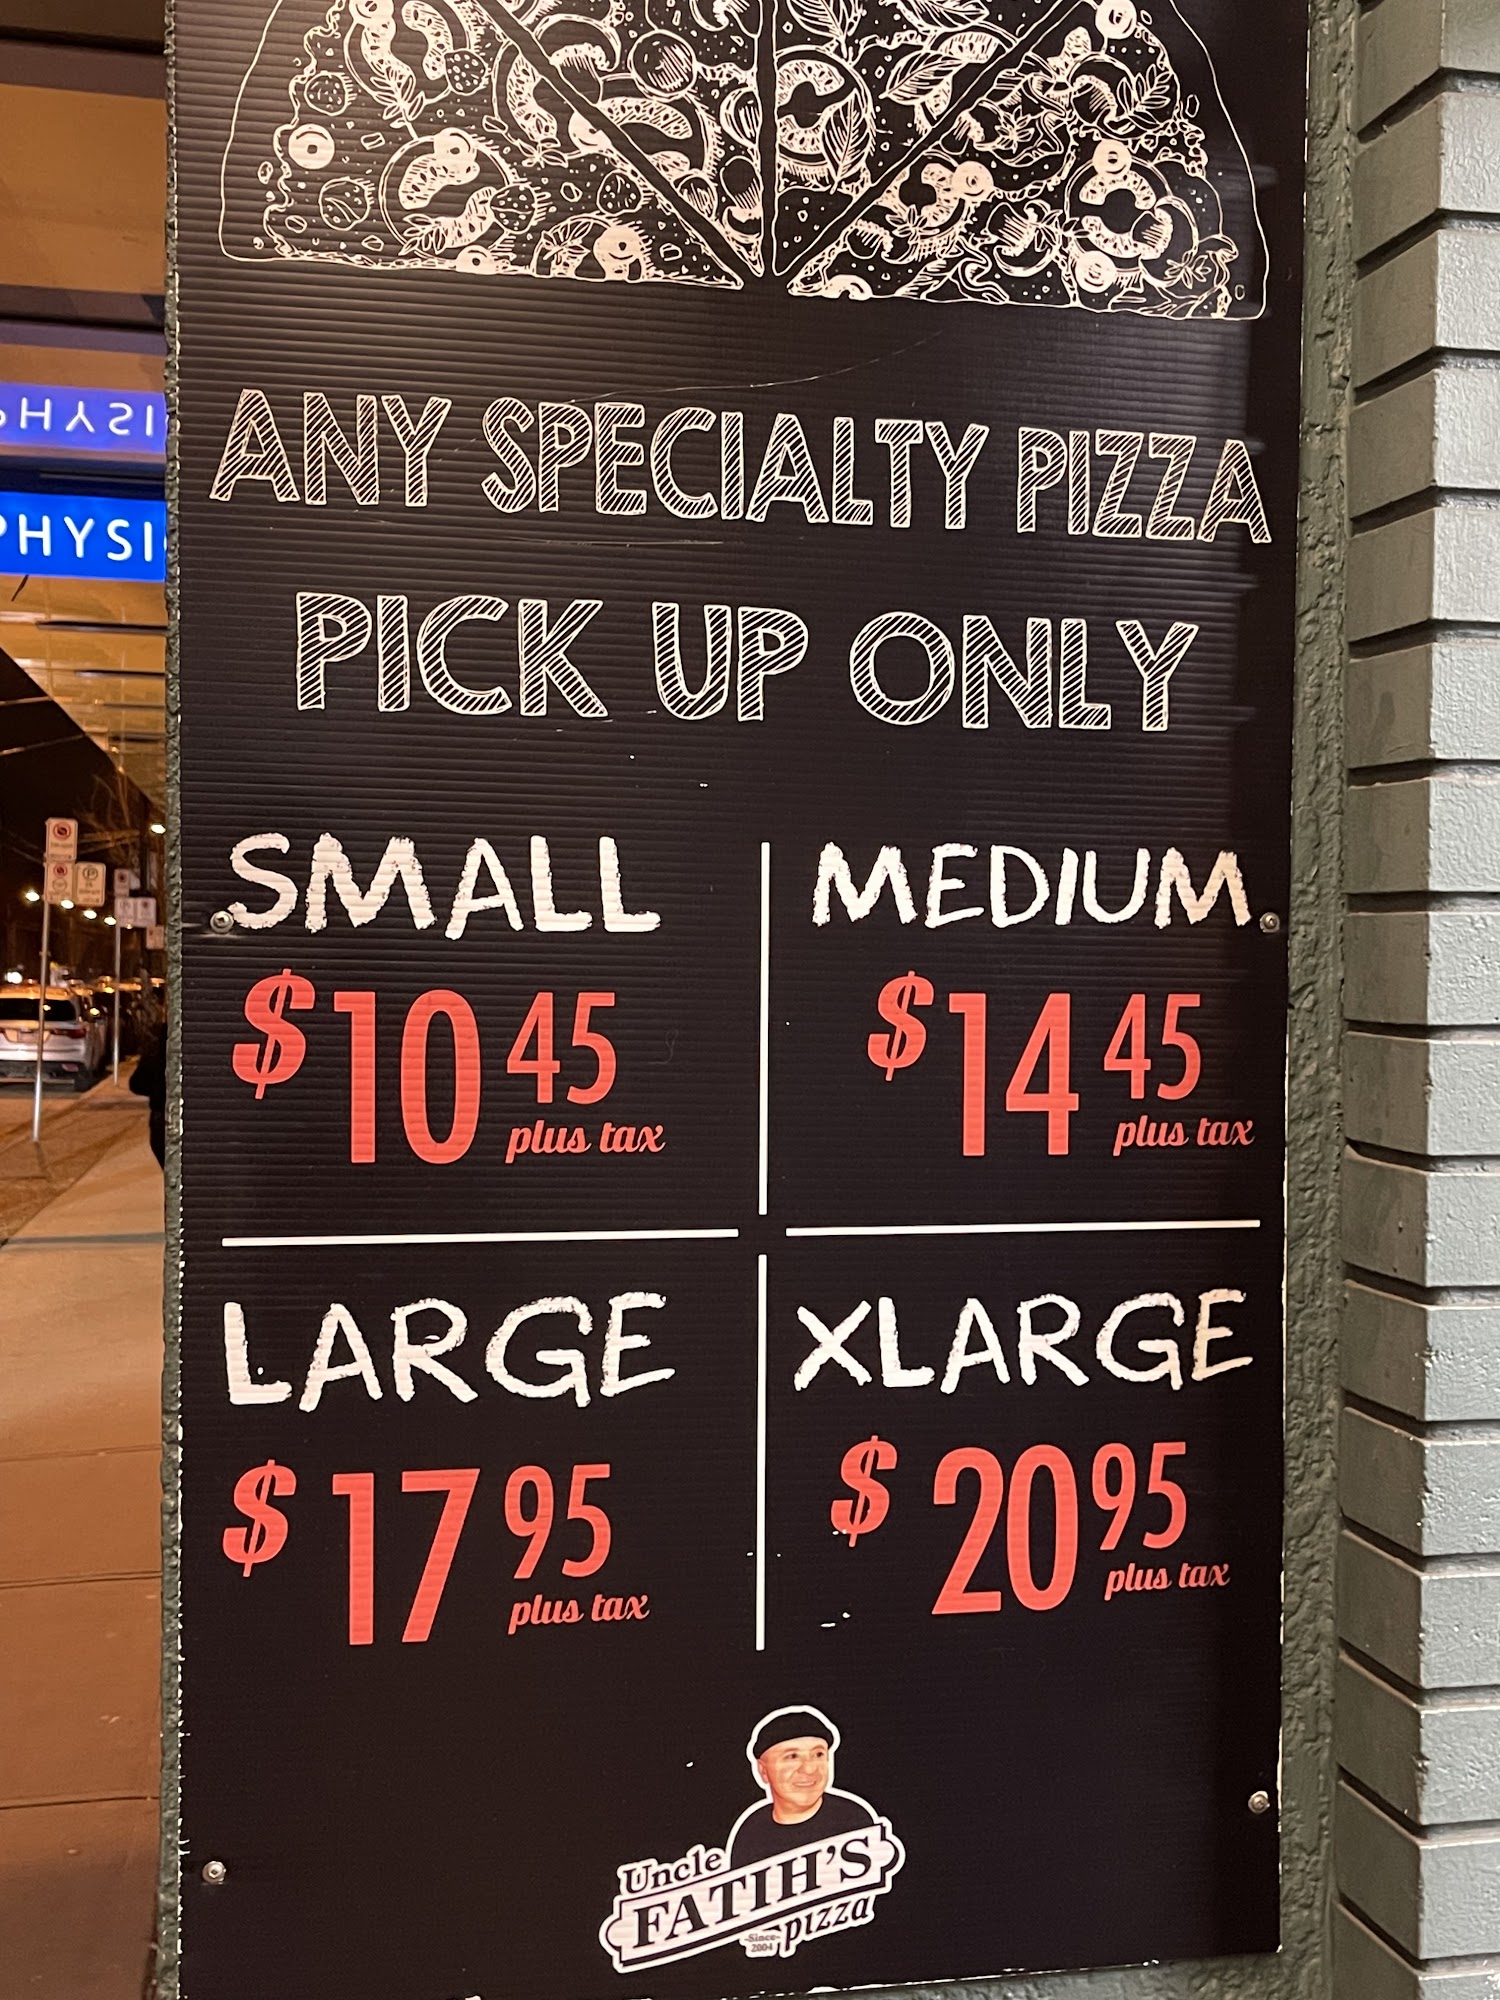 PHYSI
ANY SPECIALTY PIZZA
PICK UP ONLY
SMALL
$10 45
plus tax
MEDIUM
$14 45
plus tax
LARGE
$17 95
plus tax
XLARGE
$20 95
plus tax
Uncle
FATIH'S
pizza
-Since-
2004